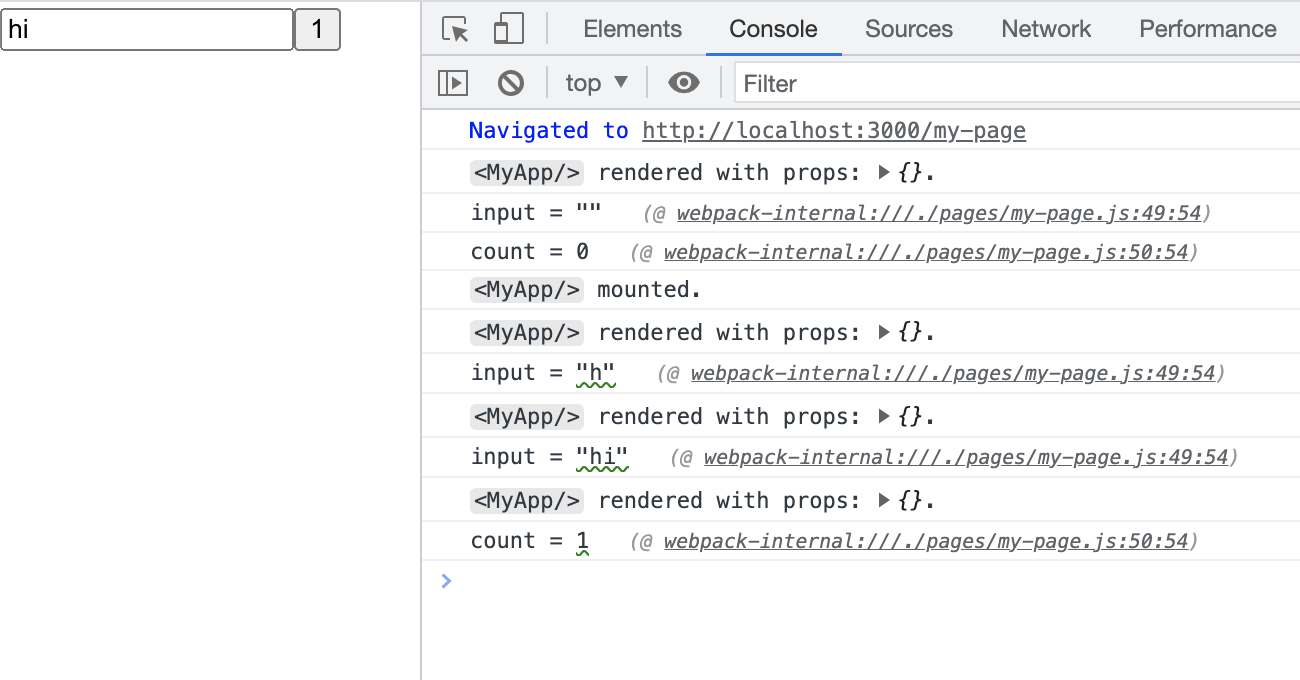 hi 1
Elements Console Sources Network Performance
top ▼ Filter
Navigated to http://localhost:3000/my-page
<MyApp/> rendered with props: ▶ {}.
input = "" (@ webpack-internal:///./pages/my-page.js:49:54)
count = 0 (@ webpack-internal:///./pages/my-page.js:50:54)
<MyApp/> mounted.
<MyApp/> rendered with props: ▶ {}.
input = "h" (@ webpack-internal:///./pages/my-page.js:49:54)
<MyApp/> rendered with props: ▶ {}.
input = "hi" (@ webpack-internal:///./pages/my-page.js:49:54)
<MyApp/> rendered with props: ▶ {}.
count = 1 (@ webpack-internal:///./pages/my-page.js:50:54)